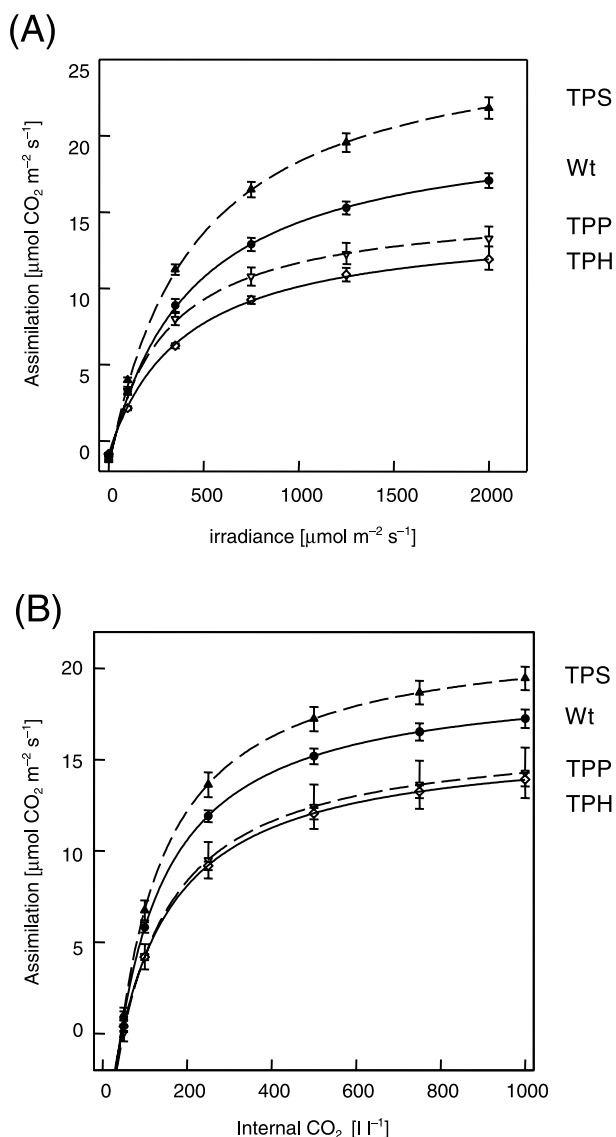 (A)
25
20
15
10
5
0
Assimilation [μmol CO₂ m⁻² s⁻¹]
TPS
Wt
TPP
TPH
0 500 1000 1500 2000
irradiance [μmol m⁻² s⁻¹]
(B)
20
15
10
5
0
Assimilation [μmol CO₂ m⁻² s⁻¹]
TPS
Wt
TPP
TPH
0 200 400 600 800 1000
Internal CO₂ [l l⁻¹]